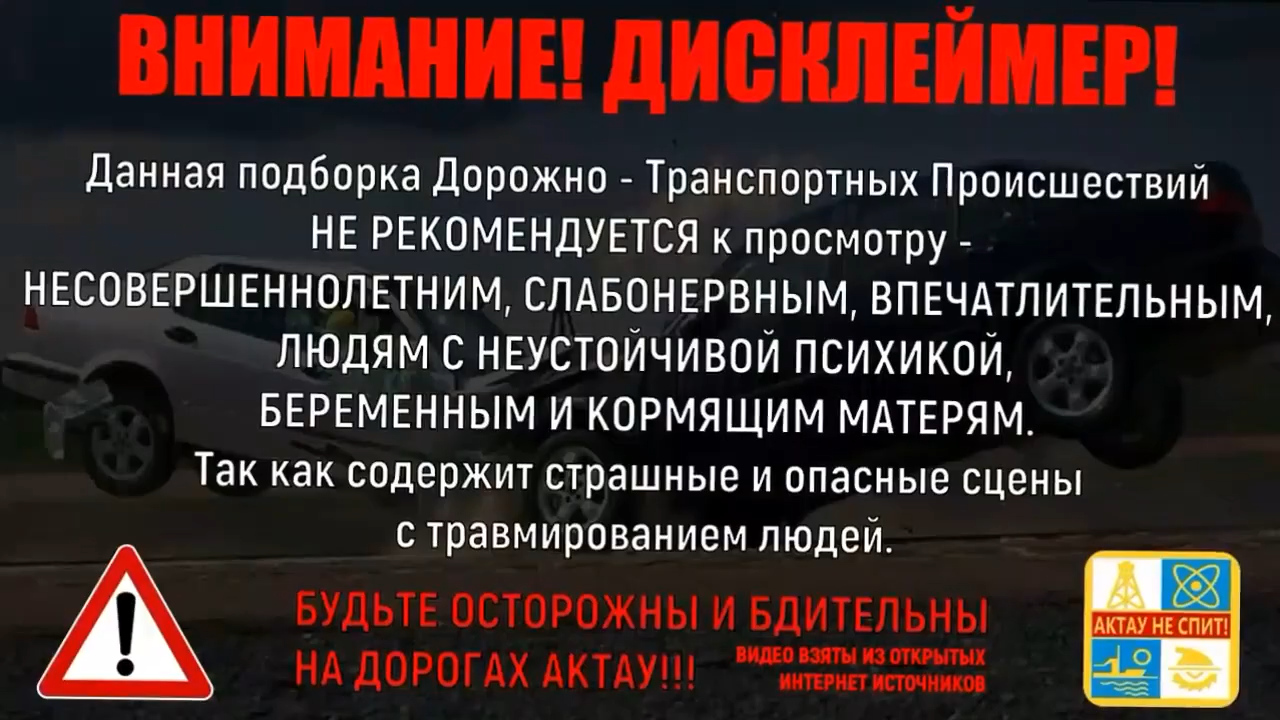 ВНИМАНИЕ! ДИСКЛЕЙМЕР!
Данная подборка Дорожно - Транспортных Происшествий
НЕ РЕКОМЕНДУЕТСЯ к просмотру -
НЕСОВЕРШЕННОЛЕТНИМ, СЛАБОНЕРВНЫМ, ВПЕЧАТЛИТЕЛЬНЫМ,
ЛЮДЯМ С НЕУСТОЙЧИВОЙ ПСИХИКОЙ,
БЕРЕМЕННЫМ И КОРМЯЩИМ МАТЕРЯМ.
Так как содержит страшные и опасные сцены
с травмированием людей.
БУДЬТЕ ОСТОРОЖНЫ И БДИТЕЛЬНЫ
НА ДОРОГАХ АКТАУ!!!
ВИДЕО ВЗЯТЫ ИЗ ОТКРЫТЫХ
ИНТЕРНЕТ ИСТОЧНИКОВ
АКТАУ НЕ СПИТ!